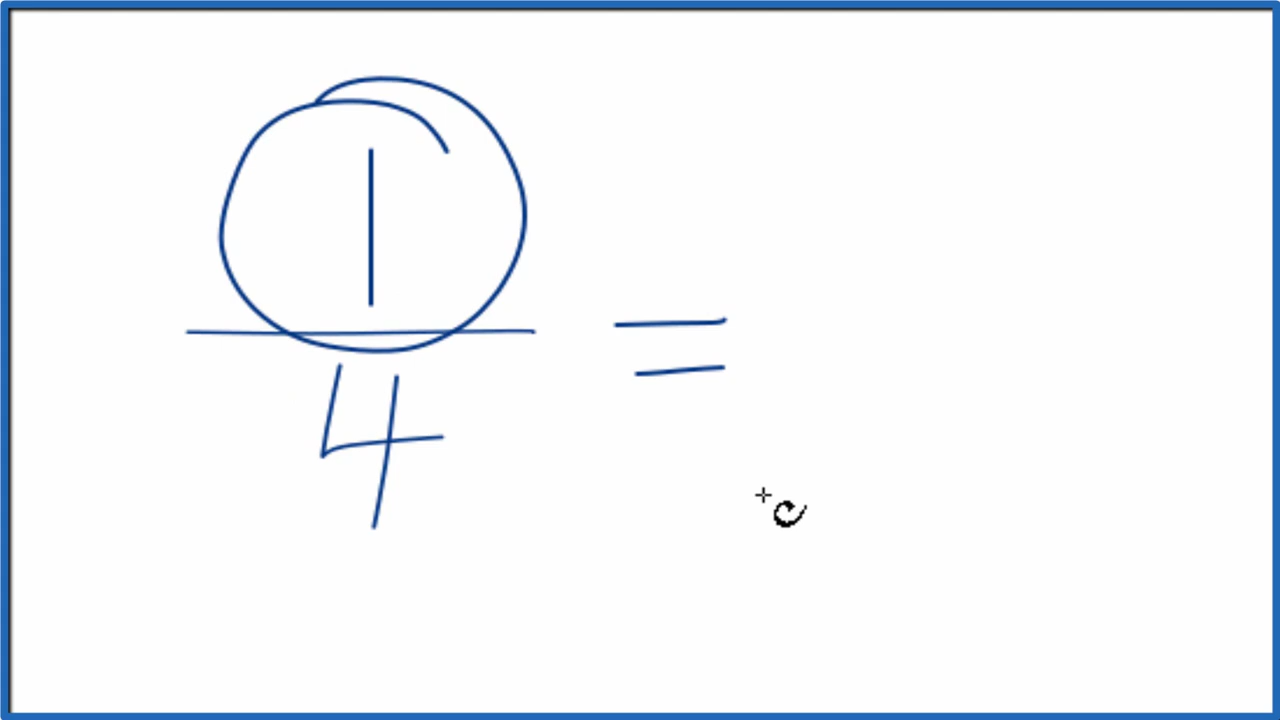 1/4 =